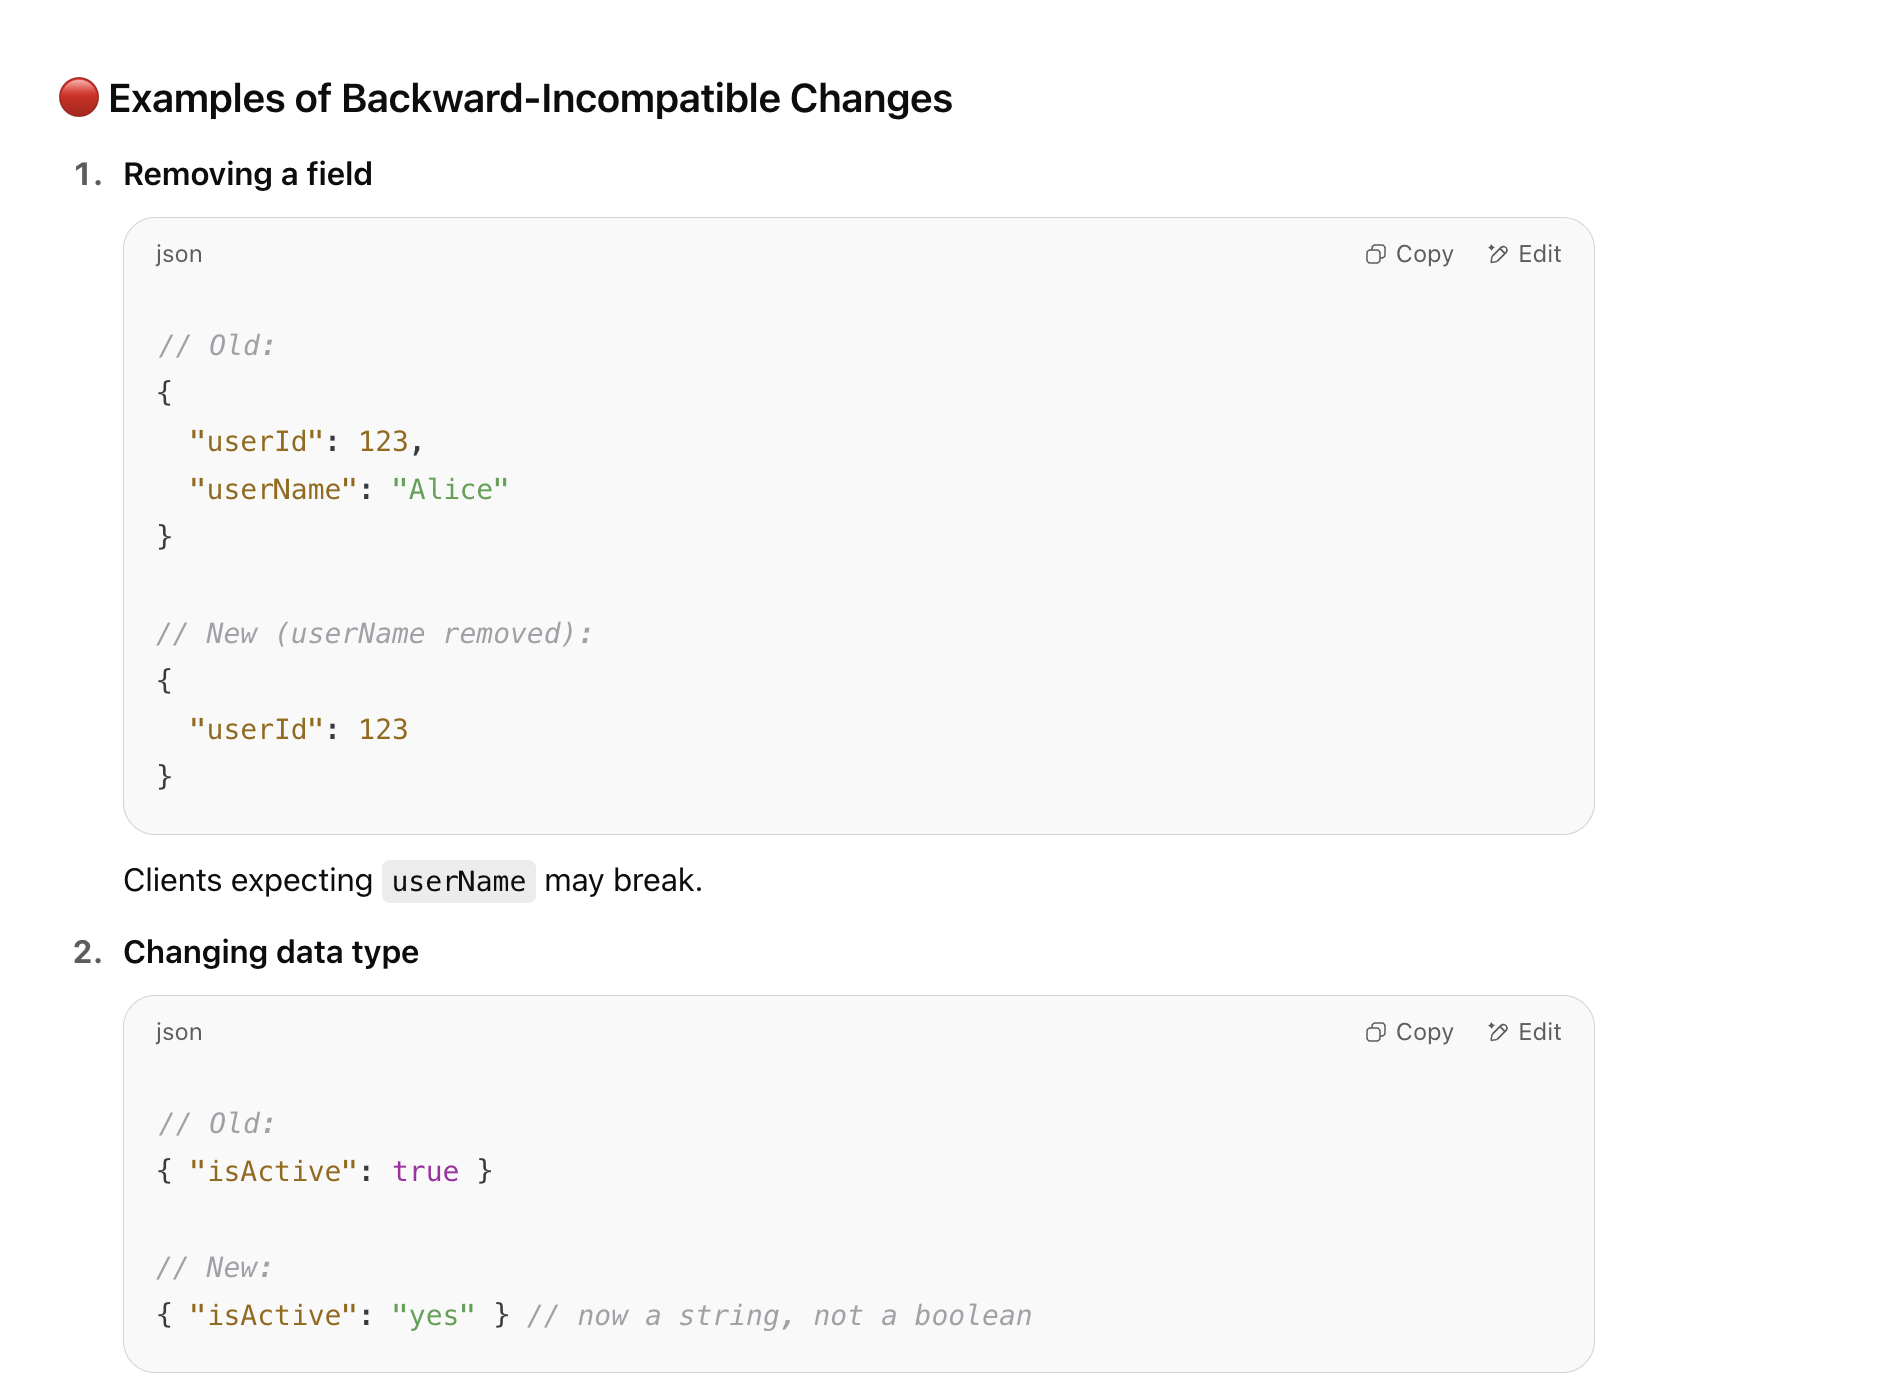 🔴 Examples of Backward-Incompatible Changes
1. Removing a field
json
Copy
Edit
// Old:
{
  "userId": 123,
  "userName": "Alice"
}
// New (userName removed):
{
  "userId": 123
}
Clients expecting userName may break.
2. Changing data type
json
Copy
Edit
// Old:
{ "isActive": true }
// New:
{ "isActive": "yes" } // now a string, not a boolean